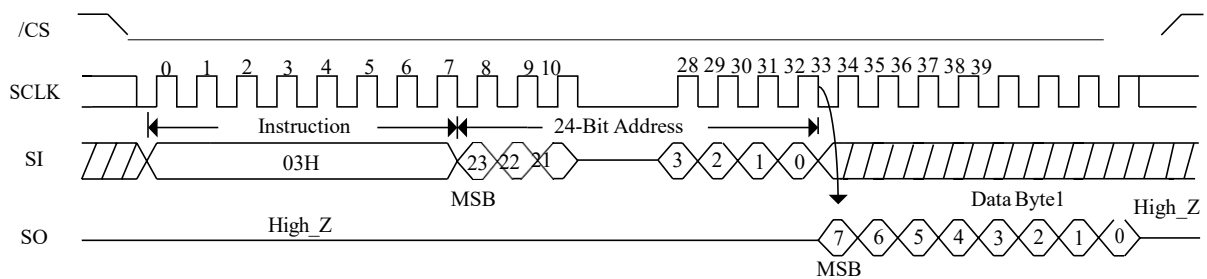 /CS
0 1 2 3 4 5 6 7 8 9 10 28 29 30 31 32 33 34 35 36 37 38 39
SCLK
Instruction 24-Bit Address
SI 03H 23 22 21 3 2 1 0
MSB Data Byte1
High_Z High_Z
SO 7 6 5 4 3 2 1 0
MSB